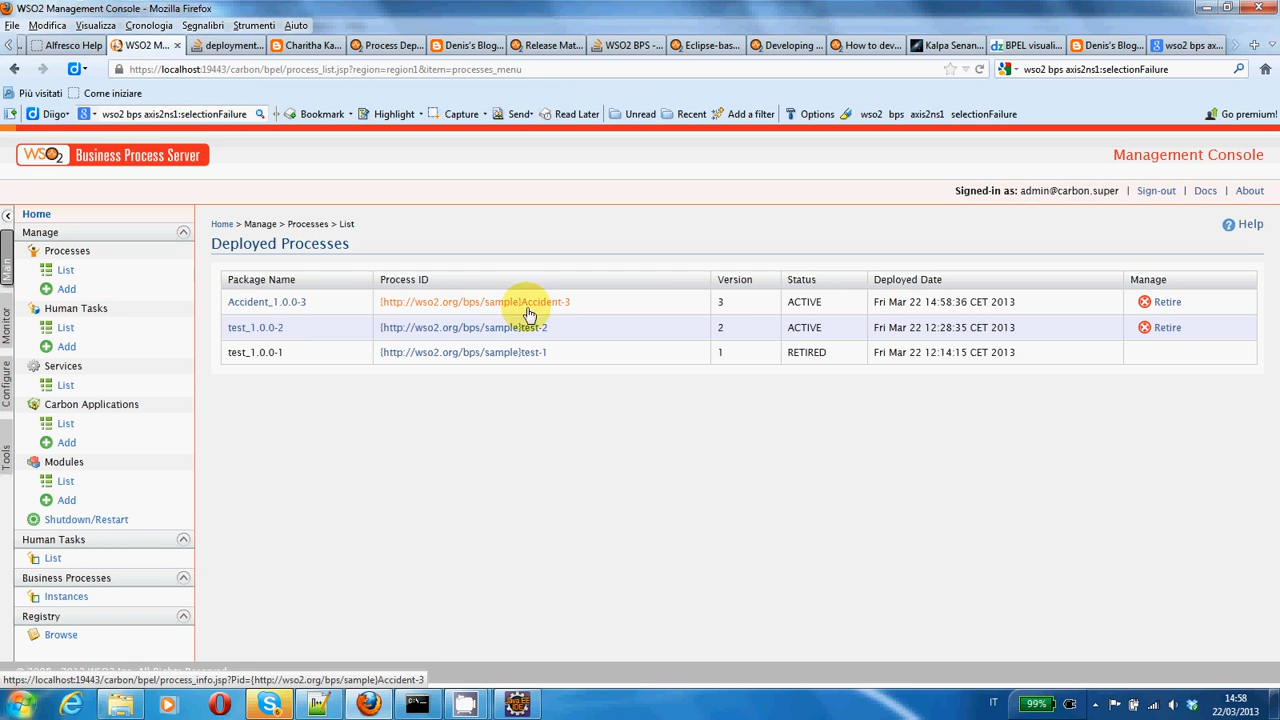 WSO2 Management Console - Mozilla Firefox
File Modifica Visualizza Cronologia Segnalibri Strumenti Aiuto
Alfresco Help WSO2 M... deployment... Charitha Ka... Process Dep... Denis's Blog... Release Mat... WSO2 BPS -... Eclipse-bas... Developing ... How to dev... Kalpa Senan... BPEL visuali... Denis's Blog... wso2 bps ax...
https://localhost:19443/carbon/bpel/process_list.jsp?region=region1&item=processes_menu
wso2 bps axis2ns1:selectionFailure
Più visitati Come iniziare
Diigo wso2 bps axis2ns1:selectionFailure Bookmark Highlight Capture Send Read Later Unread Recent Add a filter Options wso2 bps axis2ns1 selectionFailure Go premium!
WSO2 Business Process Server
Management Console
Signed-in as: admin@carbon.super Sign-out Docs About
Main
Monitor
Configure
Tools
Home
Manage
Processes
List
Add
Human Tasks
List
Add
Services
List
Carbon Applications
List
Add
Modules
List
Add
Shutdown/Restart
Human Tasks
List
Business Processes
Instances
Registry
Browse
Home > Manage > Processes > List
Help
Deployed Processes
Package Name Process ID Version Status Deployed Date Manage
Accident_1.0.0-3 {http://wso2.org/bps/sample}Accident-3 3 ACTIVE Fri Mar 22 14:58:36 CET 2013 Retire
test_1.0.0-2 {http://wso2.org/bps/sample}test-2 2 ACTIVE Fri Mar 22 12:28:35 CET 2013 Retire
test_1.0.0-1 {http://wso2.org/bps/sample}test-1 1 RETIRED Fri Mar 22 12:14:15 CET 2013
https://localhost:19443/carbon/bpel/process_info.jsp?Pid={http://wso2.org/bps/sample}Accident-3
IT 99% 14:58
22/03/2013